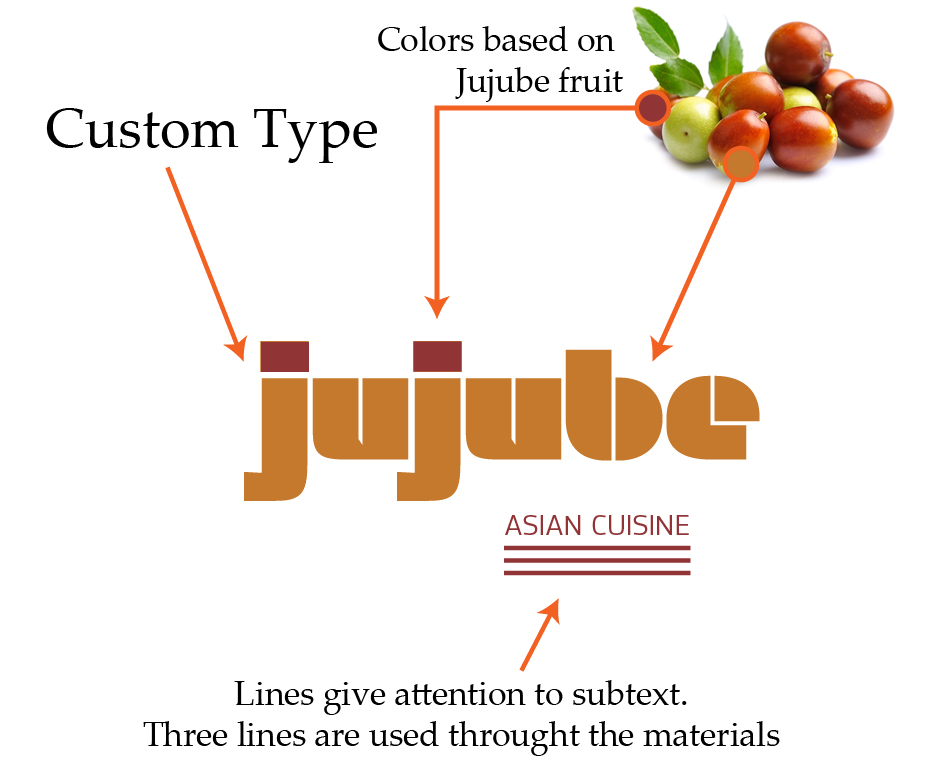 Colors based on
Jujube fruit
Custom Type
jujube
ASIAN CUISINE
Lines give attention to subtext.
Three lines are used throught the materials